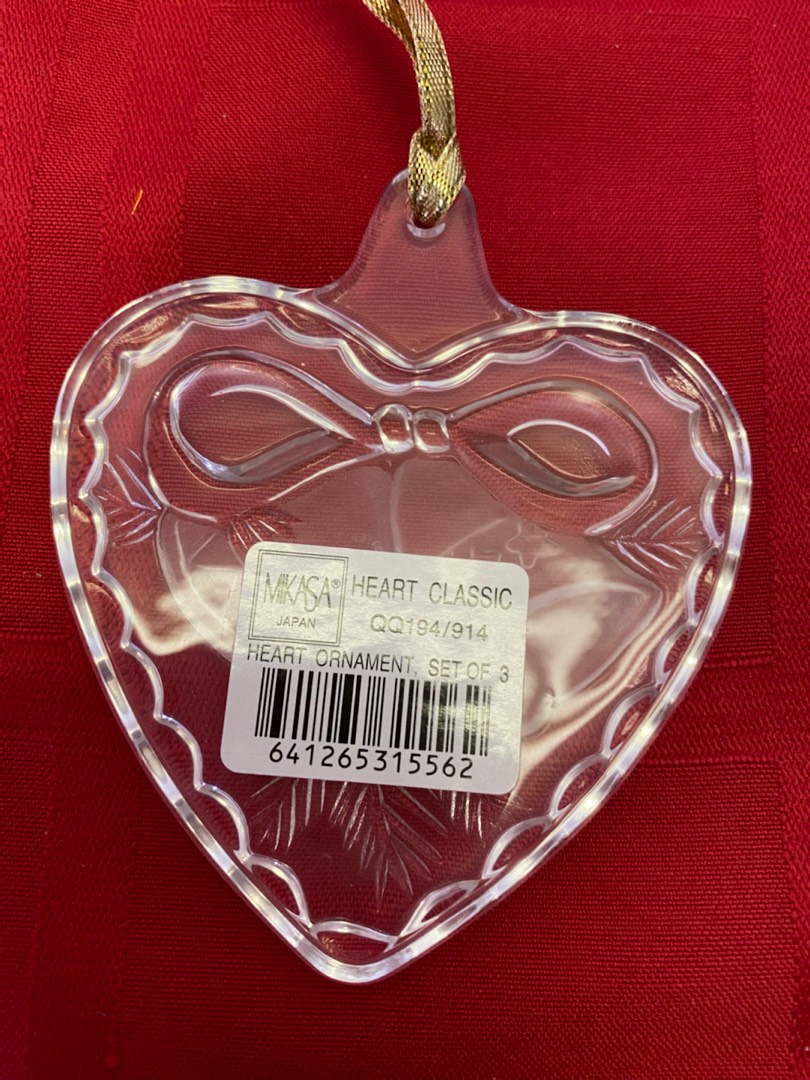 MIKASA®
JAPAN
HEART CLASSIC
QQ194/914
HEART ORNAMENT, SET OF 3
641265315562